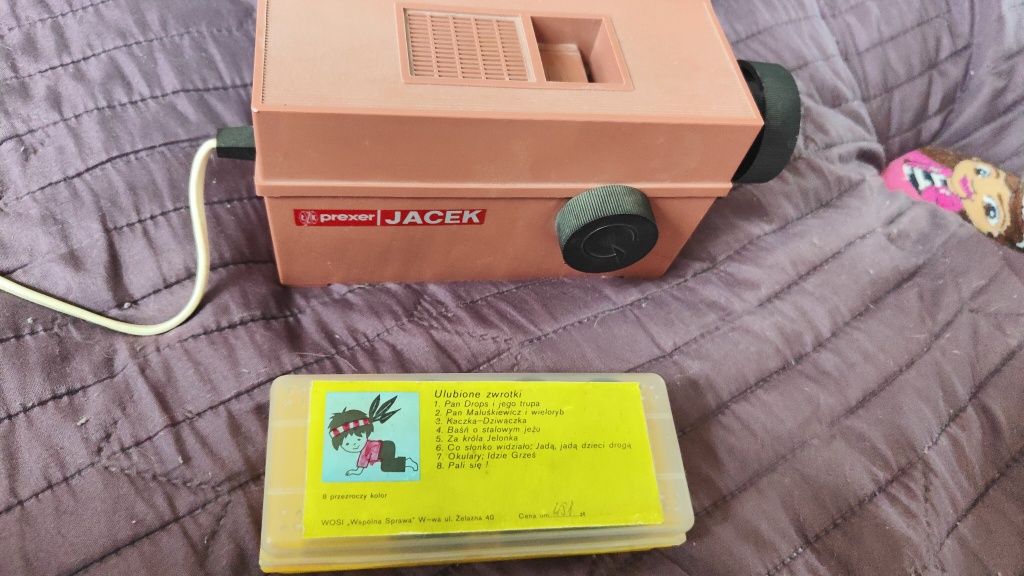 prexer JACEK
Ulubione zwrotki
1. Pan Drops i jego trupa
2. Pan Maluśkiewicz i wieloryb
3. Kaczka-Dziwaczka
4. Baśń o stalowym jeżu
5. Za króla Jelonka
6. Co słonko widziało; Jadą, jadą dzieci drogą
7. Okulary; Idzie Grześ
8. Pali się !
8 przezroczy kolor
WOSI „Wspólna Sprawa" W-wa ul. Żelazna 40 Cena um. zł